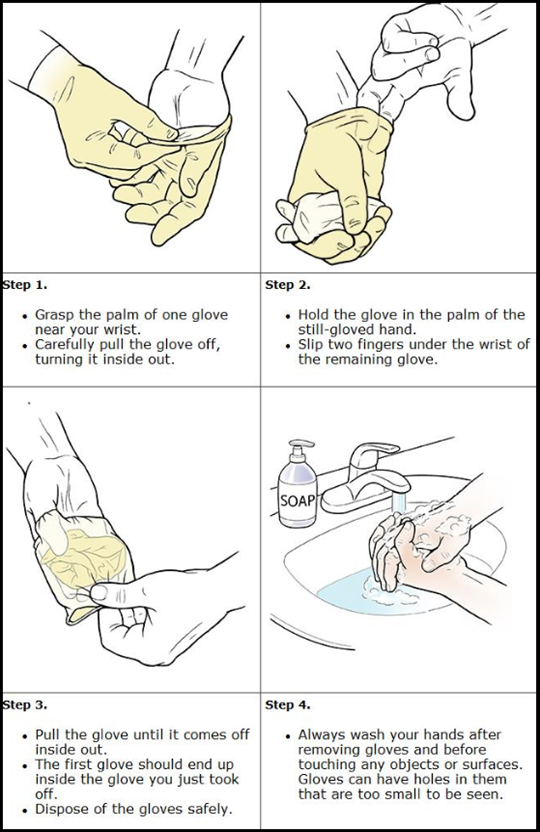 Step 1.
• Grasp the palm of one glove
near your wrist.
• Carefully pull the glove off,
turning it inside out.
Step 2.
• Hold the glove in the palm of the
still-gloved hand.
• Slip two fingers under the wrist of
the remaining glove.
SOAP
Step 3.
• Pull the glove until it comes off
inside out.
• The first glove should end up
inside the glove you just took
off.
• Dispose of the gloves safely.
Step 4.
• Always wash your hands after
removing gloves and before
touching any objects or surfaces.
Gloves can have holes in them
that are too small to be seen.